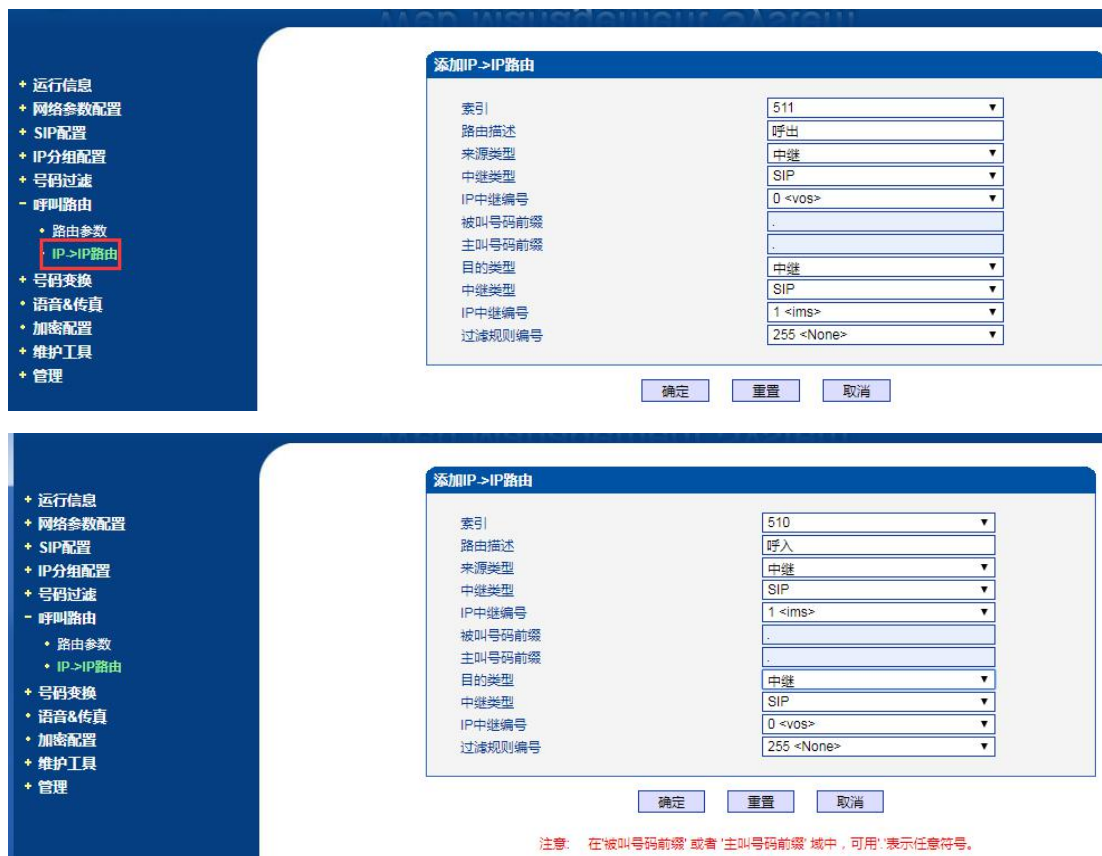 添加IP->IP路由
+ 运行信息
+ 网络参数配置
+ SIP配置
+ IP分组配置
+ 号码过滤
- 呼叫路由
• 路由参数
• IP->IP路由
+ 号码变换
• 语音&传真
• 加密配置
+ 维护工具
+ 管理
索引 511
路由描述 呼出
来源类型 中继
中继类型 SIP
IP中继编号 0 <vos>
被叫号码前缀 .
主叫号码前缀 .
目的类型 中继
中继类型 SIP
IP中继编号 1 <ims>
过滤规则编号 255 <None>
确定 重置 取消
添加IP->IP路由
+ 运行信息
+ 网络参数配置
+ SIP配置
+ IP分组配置
+ 号码过滤
- 呼叫路由
• 路由参数
• IP->IP路由
+ 号码变换
• 语音&传真
• 加密配置
+ 维护工具
+ 管理
索引 510
路由描述 呼入
来源类型 中继
中继类型 SIP
IP中继编号 1 <ims>
被叫号码前缀 .
主叫号码前缀 .
目的类型 中继
中继类型 SIP
IP中继编号 0 <vos>
过滤规则编号 255 <None>
确定 重置 取消
注意: 在'被叫号码前缀' 或者 '主叫号码前缀' 域中，可用'.'表示任意符号。